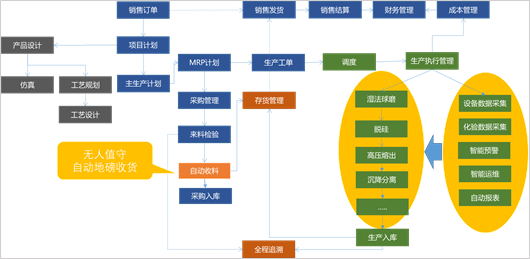 销售订单
销售发货
销售结算
财务管理
成本管理
产品设计
项目计划
仿真
工艺规划
主生产计划
MRP计划
生产工单
调度
生产执行管理
工艺设计
采购管理
存货管理
湿法球磨
设备数据采集
来料检验
脱硅
化验数据采集
无人值守
自动地磅收货
自动收料
高压熔出
智能预警
采购入库
沉降分离
智能运维
.....
自动报表
生产入库
全程追溯